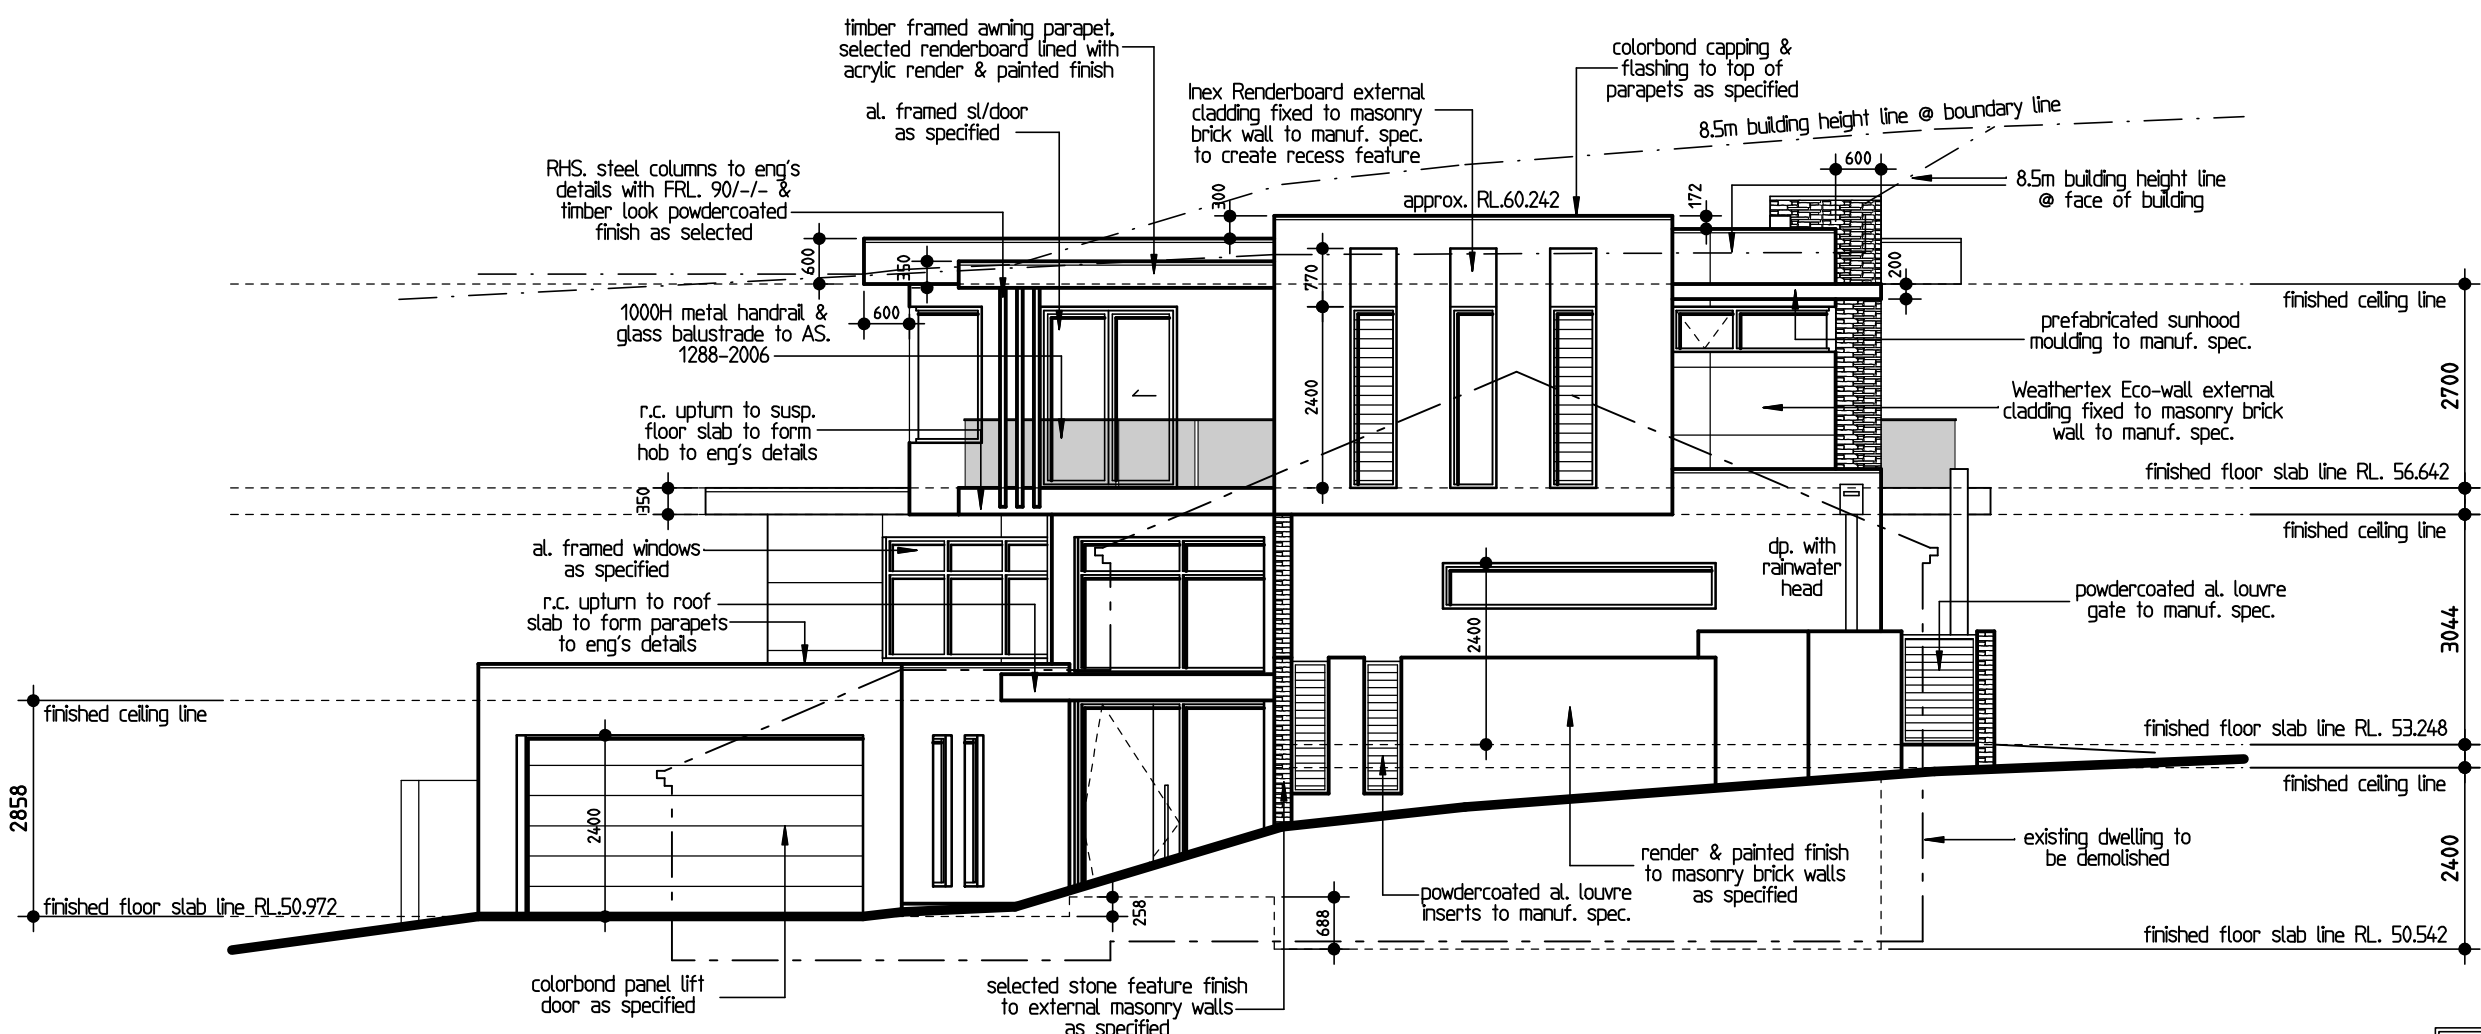 timber framed awning parapet,
selected renderboard lined with
acrylic render & painted finish
al. framed sl/door
as specified
RHS. steel columns to eng's
details with FRL. 90/-/- &
timber look powdercoated
finish as selected
Inex Renderboard external
cladding fixed to masonry
brick wall to manuf. spec.
to create recess feature
colorbond capping &
flashing to top of
parapets as specified
8.5m building height line @ boundary line
8.5m building height line
@ face of building
approx. RL.60.242
300
172
600
600
350
600
770
2400
200
finished ceiling line
1000H metal handrail &
glass balustrade to AS.
1288-2006
prefabricated sunhood
moulding to manuf. spec.
Weathertex Eco-wall external
cladding fixed to masonry brick
wall to manuf. spec.
2700
r.c. upturn to susp.
floor slab to form
hob to eng's details
350
finished floor slab line RL. 56.642
finished ceiling line
al. framed windows
as specified
r.c. upturn to roof
slab to form parapets
to eng's details
dp. with
rainwater
head
powdercoated al. louvre
gate to manuf. spec.
2400
3044
finished ceiling line
2858
2400
finished floor slab line RL. 53.248
finished ceiling line
existing dwelling to
be demolished
render & painted finish
to masonry brick walls
as specified
powdercoated al. louvre
inserts to manuf. spec.
2400
finished floor slab line RL.50.972
258
688
finished floor slab line RL. 50.542
colorbond panel lift
door as specified
selected stone feature finish
to external masonry walls
as specified